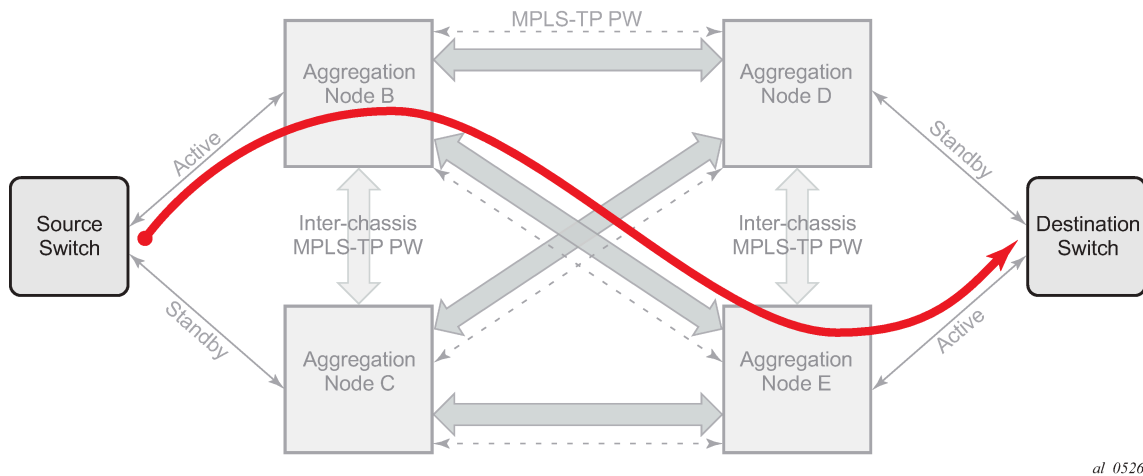 MPLS-TP PW
Aggregation
Node B
Aggregation
Node D
Active
Standby
Source
Switch
Inter-chassis
MPLS-TP PW
Inter-chassis
MPLS-TP PW
Destination
Switch
Standby
Active
Aggregation
Node C
Aggregation
Node E
al_0526